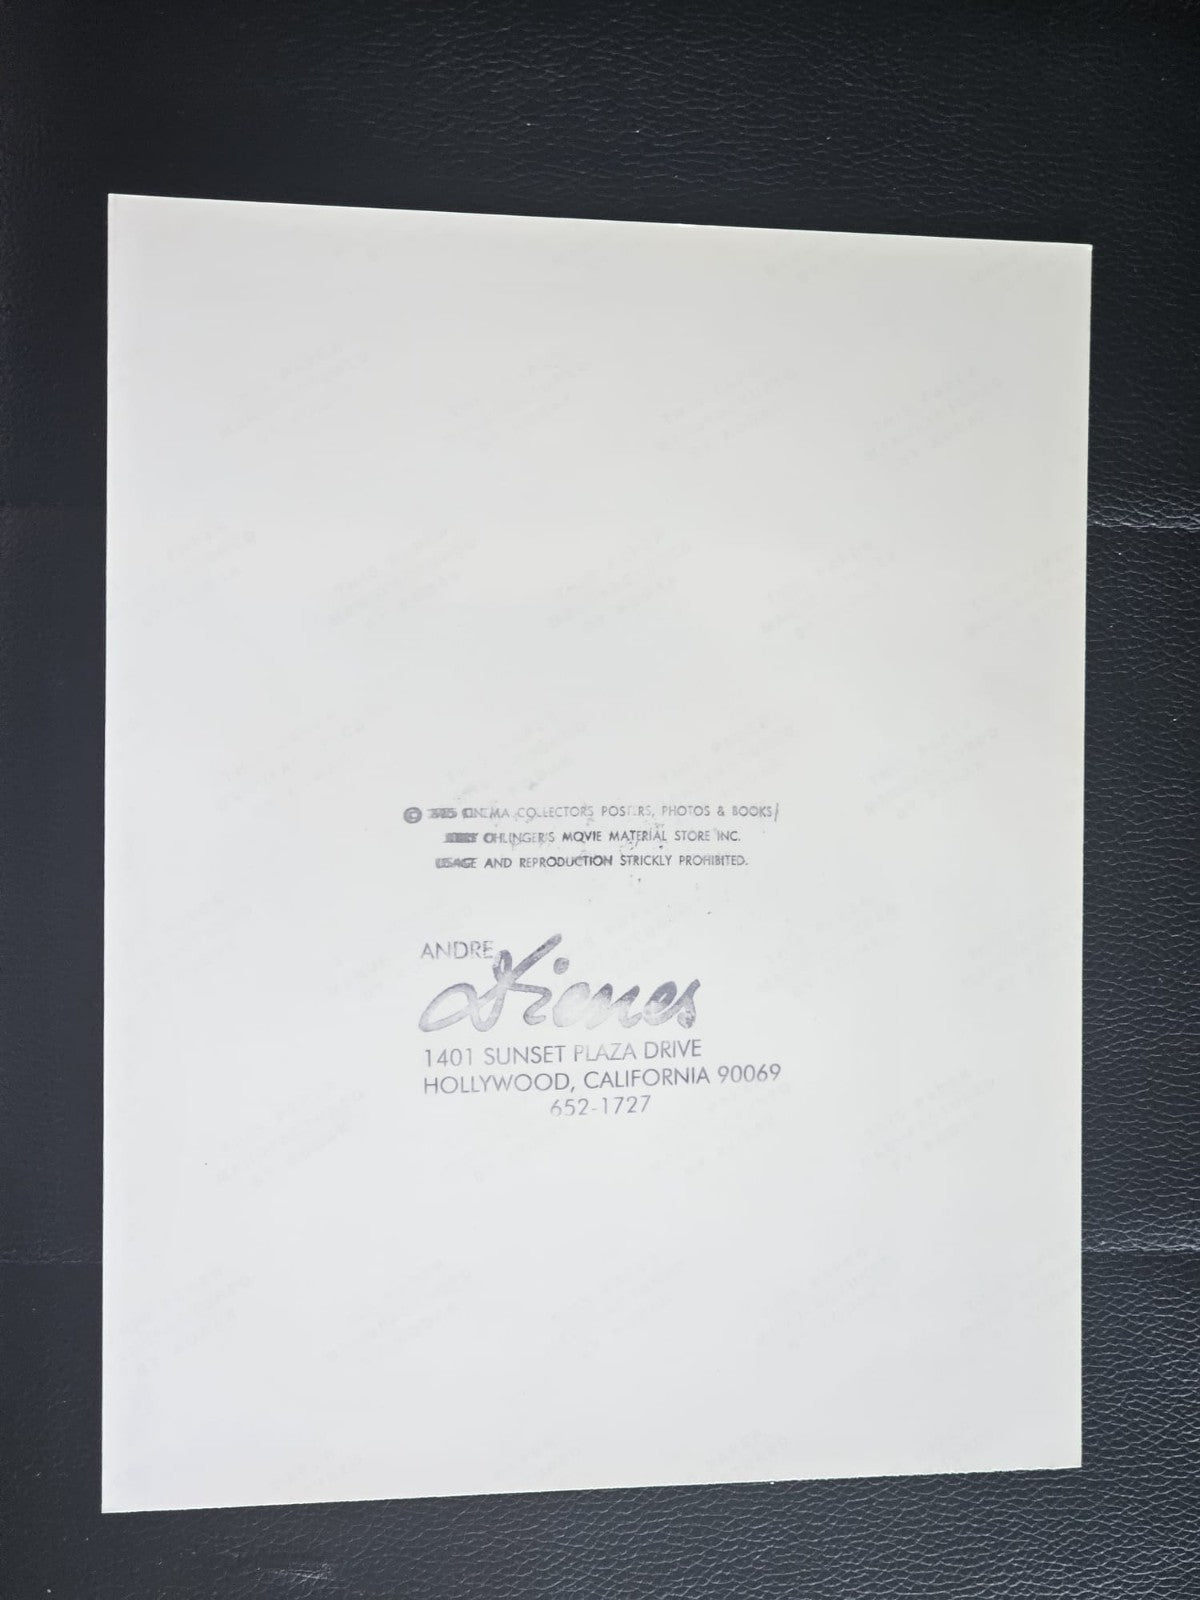 © CINEMA COLLECTORS POSTERS, PHOTOS & BOOKS/
OHLINGER'S MOVIE MATERIAL STORE INC.
USAGE AND REPRODUCTION STRICKLY PROHIBITED.
ANDRE
Dienes
1401 SUNSET PLAZA DRIVE
HOLLYWOOD, CALIFORNIA 90069
652-1727